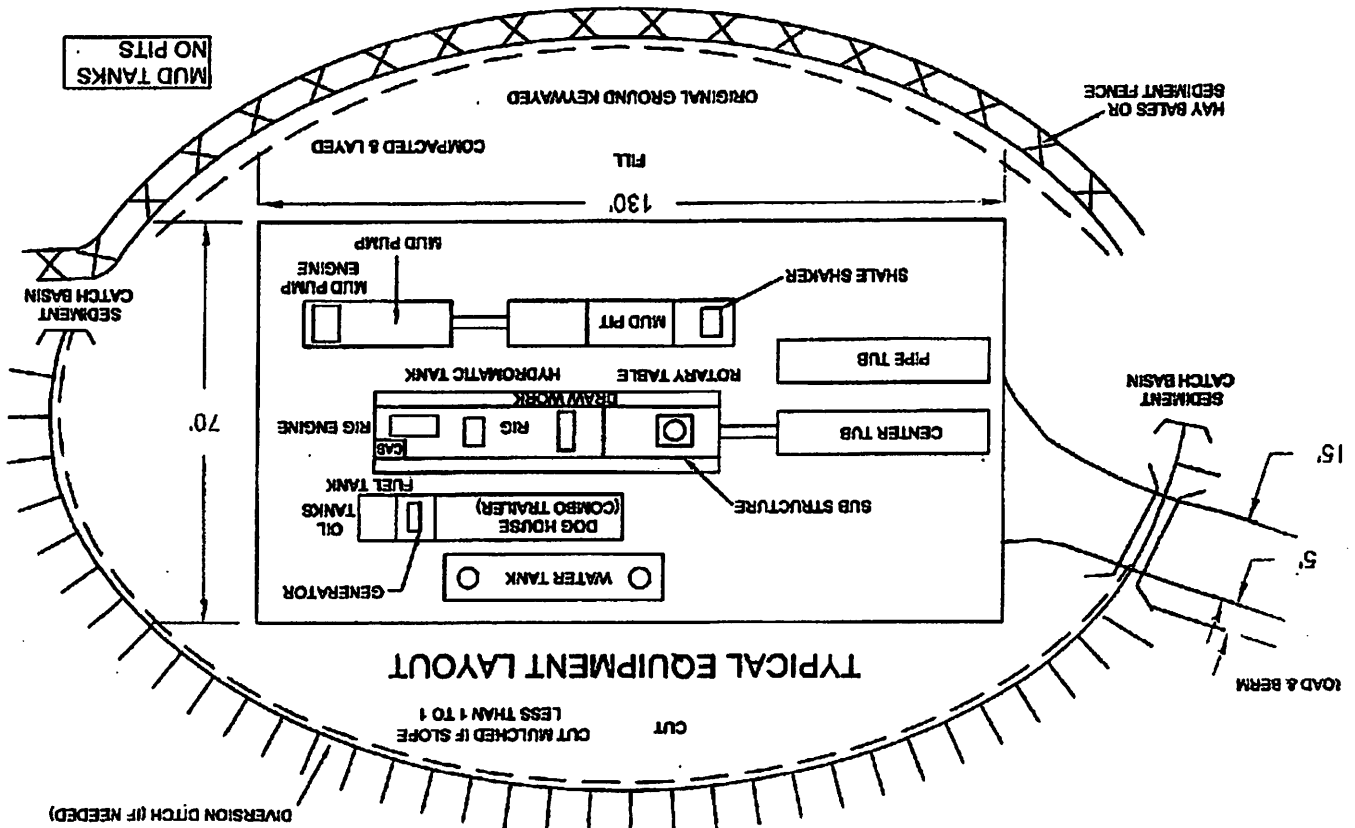 DIVERSION DITCH (IF NEEDED)
CUT
CUT MULCHED IF SLOPE
LESS THAN 1 TO 1
ROAD & BERM
TYPICAL EQUIPMENT LAYOUT
5'
15'
WATER TANK
GENERATOR
DOG HOUSE
(COMBO TRAILER)
OIL
TANKS
FUEL TANK
SUB STRUCTURE
CENTER TUB
RIG
CAB
RIG ENGINE
70'
DRAW WORK
SEDIMENT
CATCH BASIN
ROTARY TABLE
HYDROMATIC TANK
PIPE TUB
MUD PIT
SHALE SHAKER
MUD PUMP
ENGINE
MUD PUMP
SEDIMENT
CATCH BASIN
130'
FILL
COMPACTED & LAYED
ORIGINAL GROUND KEYWAYED
HAY BALES OR
SEDIMENT FENCE
MUD TANKS
NO PITS